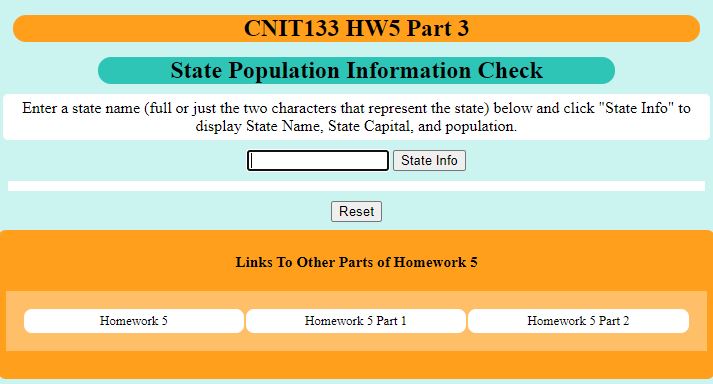 CNIT133 HW5 Part 3
State Population Information Check
Enter a state name (full or just the two characters that represent the state) below and click "State Info" to
display State Name, State Capital, and population.
State Info
Reset
Links To Other Parts of Homework 5
Homework 5 Homework 5 Part 1 Homework 5 Part 2